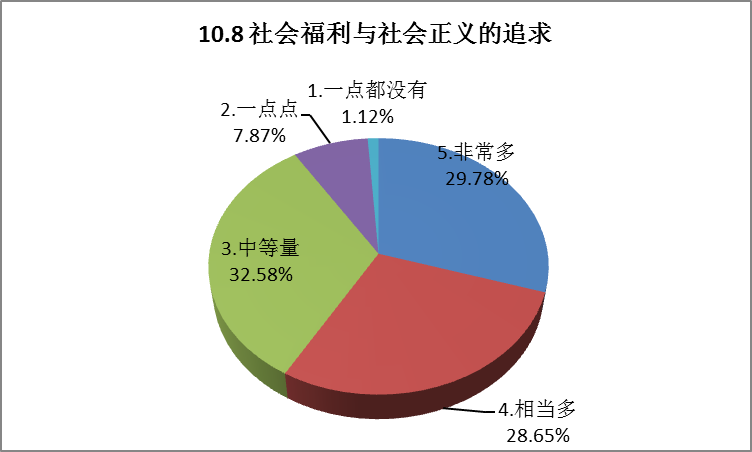 10.8 社会福利与社会正义的追求
1.一点都没有
1.12%
2.一点点
7.87%
5.非常多
29.78%
3.中等量
32.58%
4.相当多
28.65%